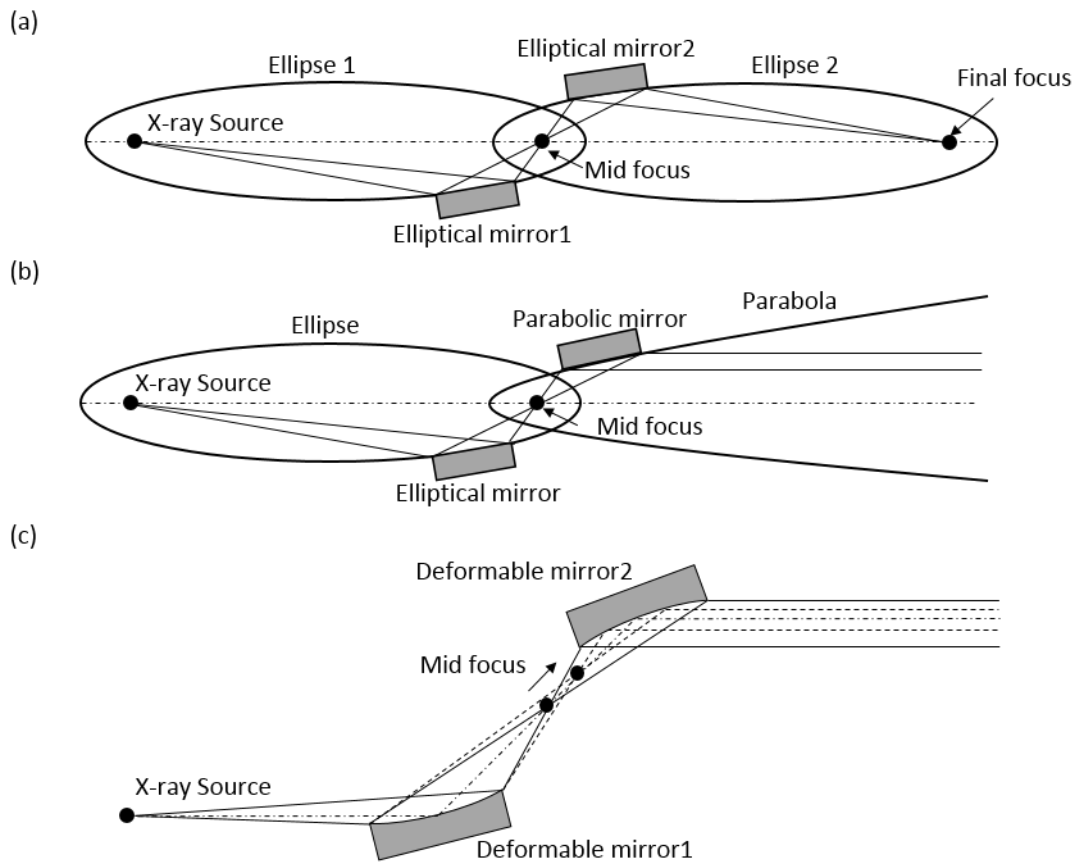 (a)
Elliptical mirror2
Ellipse 1
Ellipse 2
Final focus
X-ray Source
Mid focus
Elliptical mirror1
(b)
Parabola
Ellipse
Parabolic mirror
X-ray Source
Mid focus
Elliptical mirror
(c)
Deformable mirror2
Mid focus
X-ray Source
Deformable mirror1